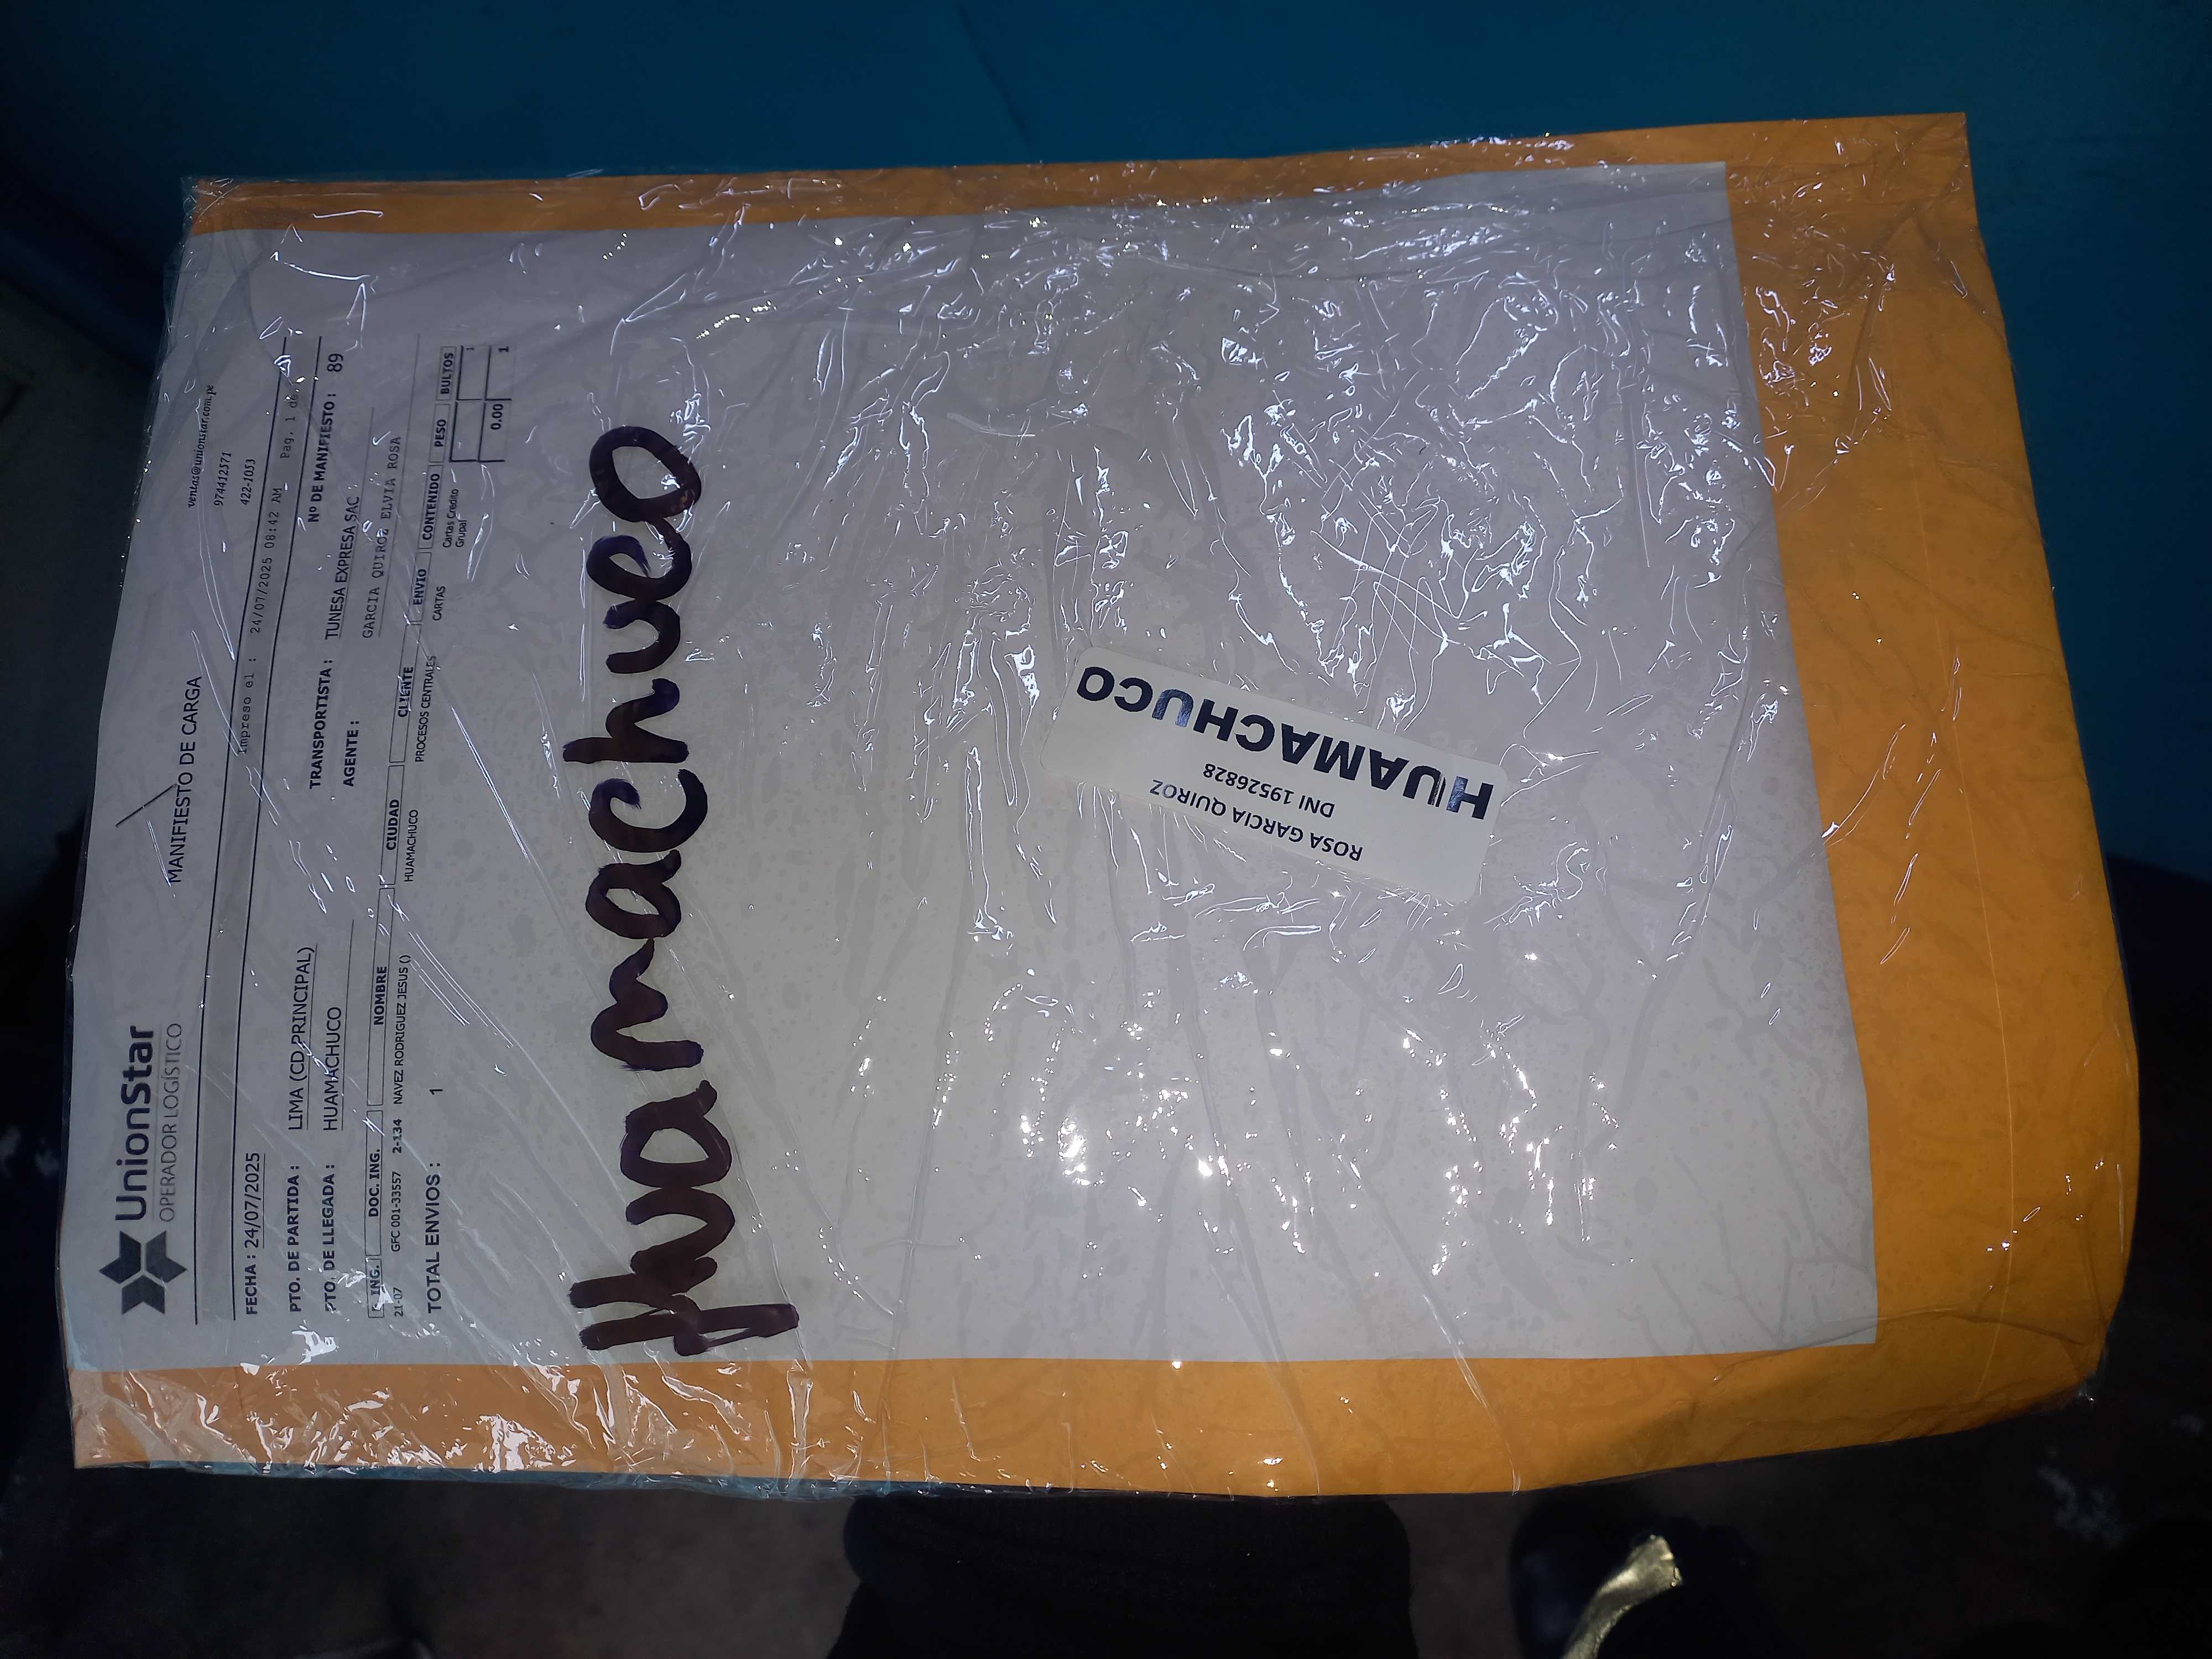 UnionStar
OPERADOR LOGÍSTICO
MANIFIESTO DE CARGA
ventas@unionstar.com.pe
974412571
422-1053
Impreso el : 24/07/2025 08:42 AM Pag. 1 de
FECHA : 24/07/2025
Nº DE MANIFIESTO : 89
PTO. DE PARTIDA : LIMA (CD PRINCIPAL)
TRANSPORTISTA : TUNESA EXPRESA SAC
PTO. DE LLEGADA : HUAMACHUCO
AGENTE : GARCIA QUIROZ ELVIA ROSA
ING. DOC. ING. NOMBRE CIUDAD CLIENTE ENVIO CONTENIDO PESO BULTOS
21-07 GFC 001-33557 2-134 NAVEZ RODRIGUEZ JESUS () HUAMACHUCO PROCESOS CENTRALES CARTAS Cartas Credito
Grupal
TOTAL ENVIOS : 1 0.00 1
Huamachuco
ROSA GARCIA QUIROZ
DNI 19526828
HUAMACHUCO